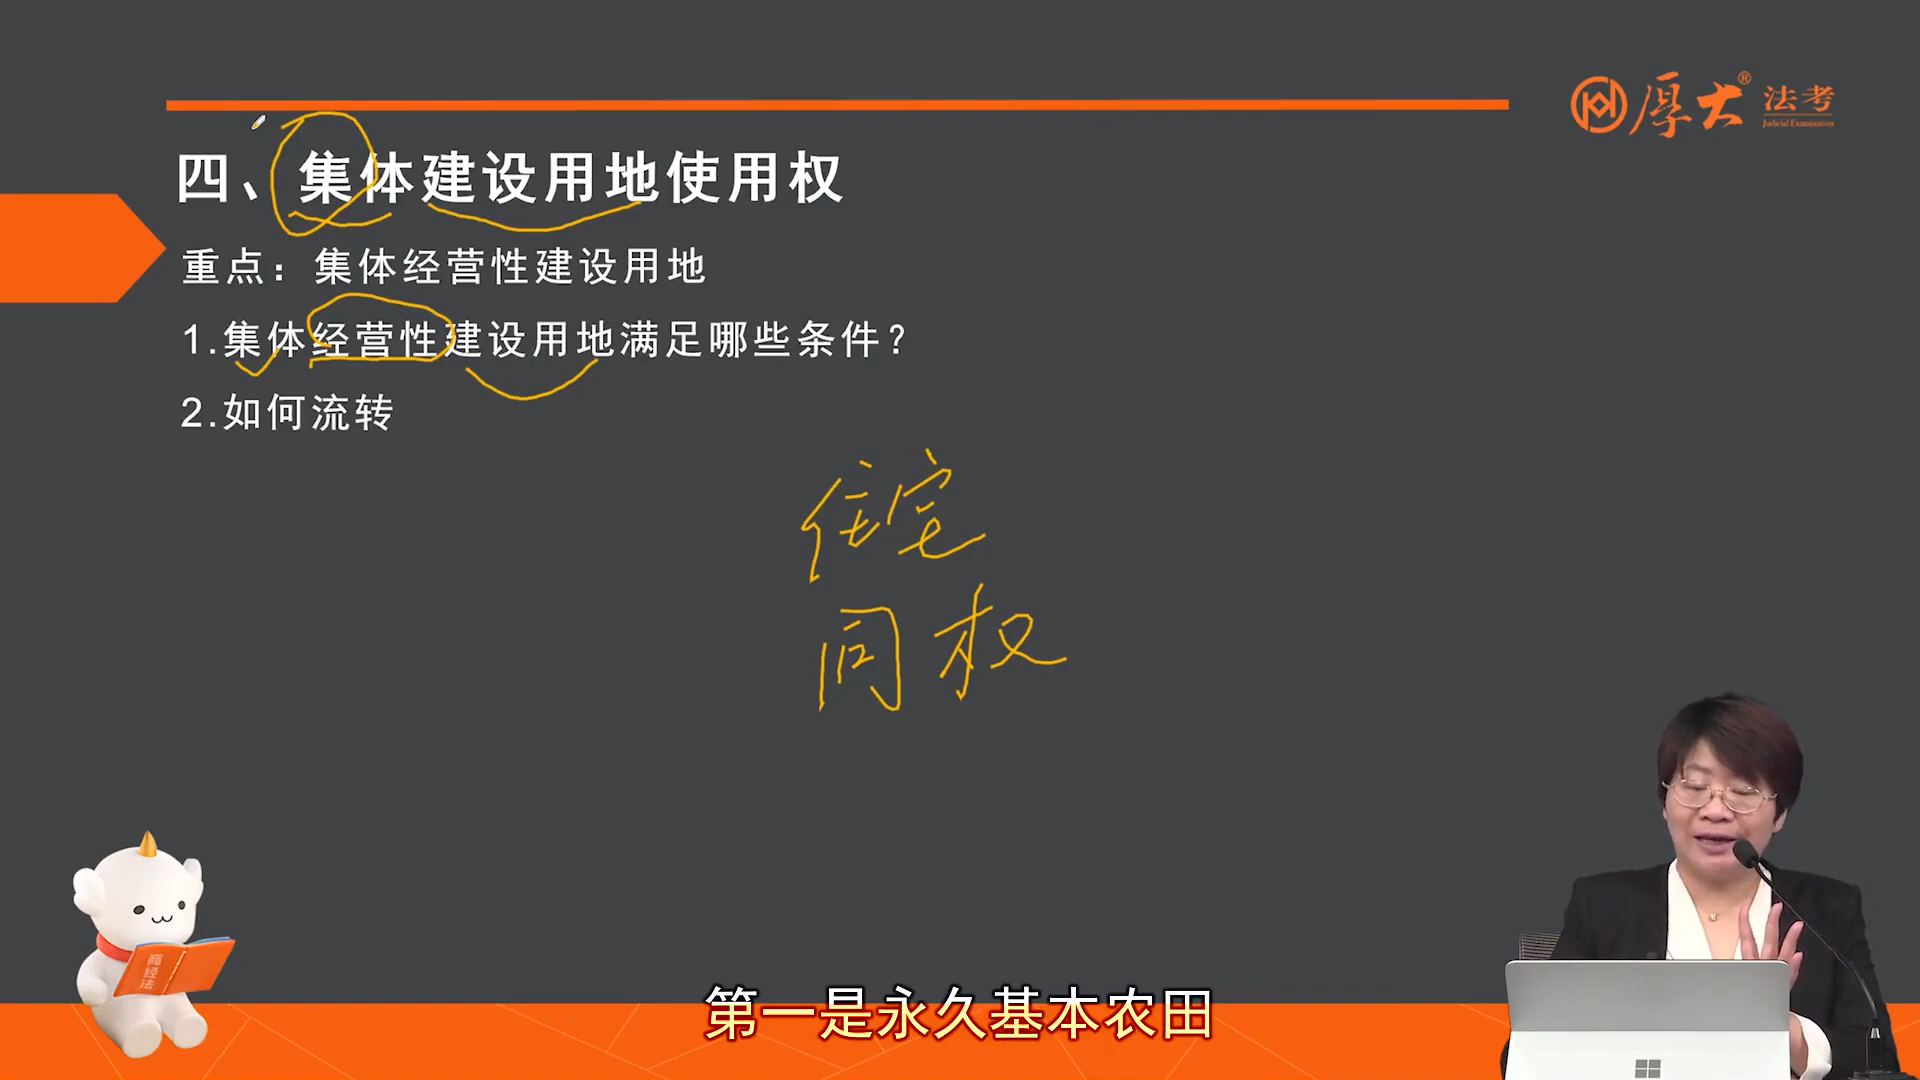 厚大® 法考
Judicial Examination
四、集体建设用地使用权
重点：集体经营性建设用地
1.集体经营性建设用地满足哪些条件？
2.如何流转
住宅
同权
商经法
第一是永久基本农田